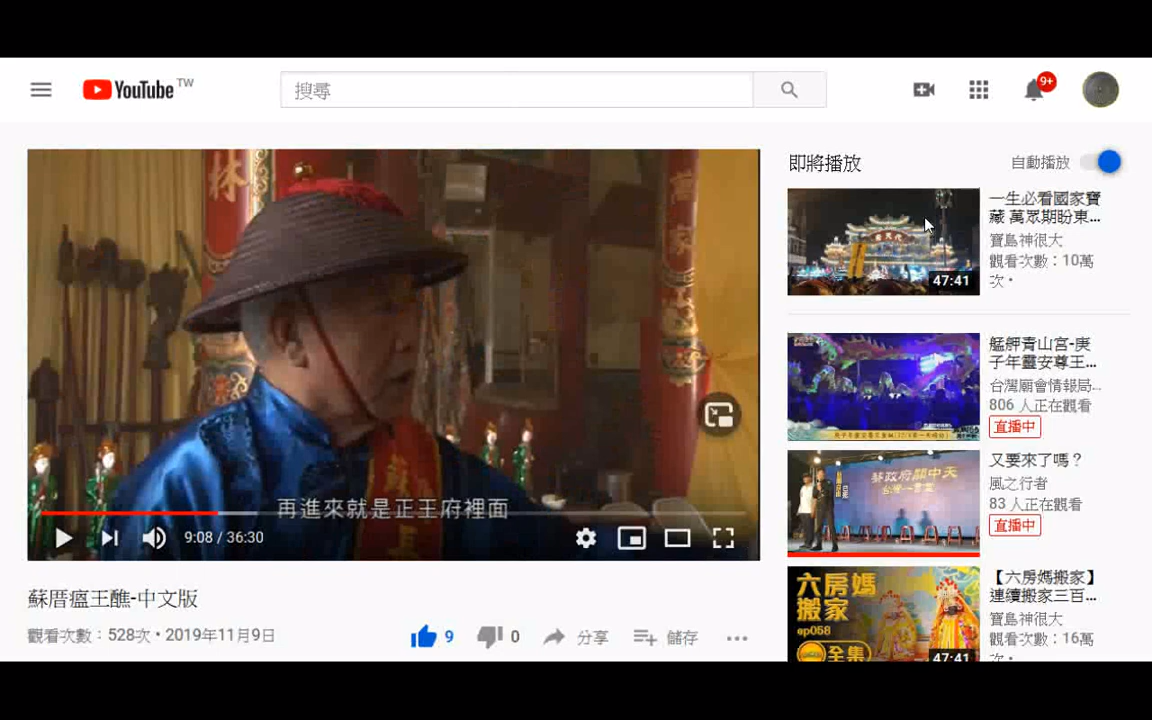 YouTube TW
搜尋
9+
林
萬家
再進來就是正王府裡面
9:08 / 36:30
蘇厝瘟王醮-中文版
觀看次數：528次 • 2019年11月9日
9
0
分享
儲存
即將播放
自動播放
47:41
一生必看國家寶
藏 萬眾期盼東...
寶島神很大
觀看次數：10萬
次 •
艋舺青山宮-庚
子年靈安尊王...
台灣廟會情報局...
806 人正在觀看
直播中
又要來了嗎？
風之行者
83 人正在觀看
直播中
六房媽
搬家
ep058
全集
47:41
【六房媽搬家】
連續搬家三百...
寶島神很大
觀看次數：16萬
次 •